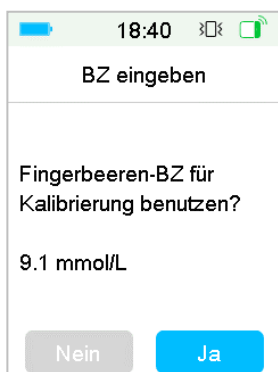 18:40
BZ eingeben
Fingerbeeren-BZ für
Kalibrierung benutzen?
9.1 mmol/L
Nein
Ja